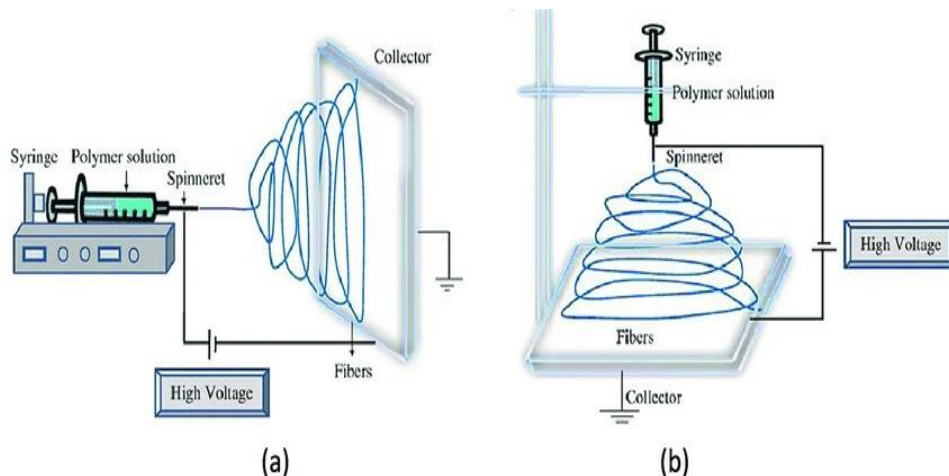 Collector
Syringe Polymer solution
Spinneret
Fibers
High Voltage
(a)
Syringe
Polymer solution
Spinneret
High Voltage
Fibers
Collector
(b)